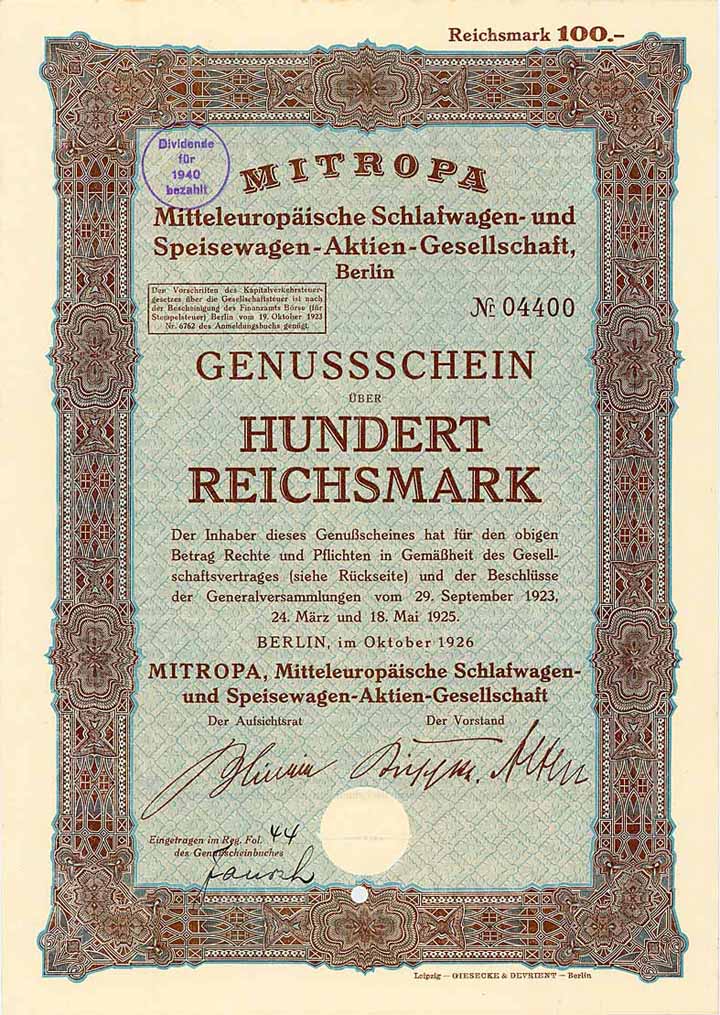 Reichsmark 100.-
Dividende
für
1940
bezahlt
MITROPA
Mitteleuropäische Schlafwagen- und
Speisewagen-Aktien-Gesellschaft,
Berlin
Den Vorschriften des Kapitalverkehrsteuer-
gesetzes über die Gesellschaftsteuer ist nach
der Bescheinigung des Finanzamts Börse (für
Stempelsteuer) Berlin vom 19. Oktober 1923
Nr. 6762 des Anmeldungsbuchs genügt.
№ 04400
GENUSSSCHEIN
ÜBER
HUNDERT
REICHSMARK
Der Inhaber dieses Genußscheines hat für den obigen
Betrag Rechte und Pflichten in Gemäßheit des Gesell-
schaftsvertrages (siehe Rückseite) und der Beschlüsse
der Generalversammlungen vom 29. September 1923,
24. März und 18. Mai 1925.
BERLIN, im Oktober 1926
MITROPA, Mitteleuropäische Schlafwagen-
und Speisewagen-Aktien-Gesellschaft
Der Aufsichtsrat Der Vorstand
Eingetragen im Reg. Fol. 44
des Genußscheinbuches
Leipzig — GIESECKE & DEVRIENT — Berlin